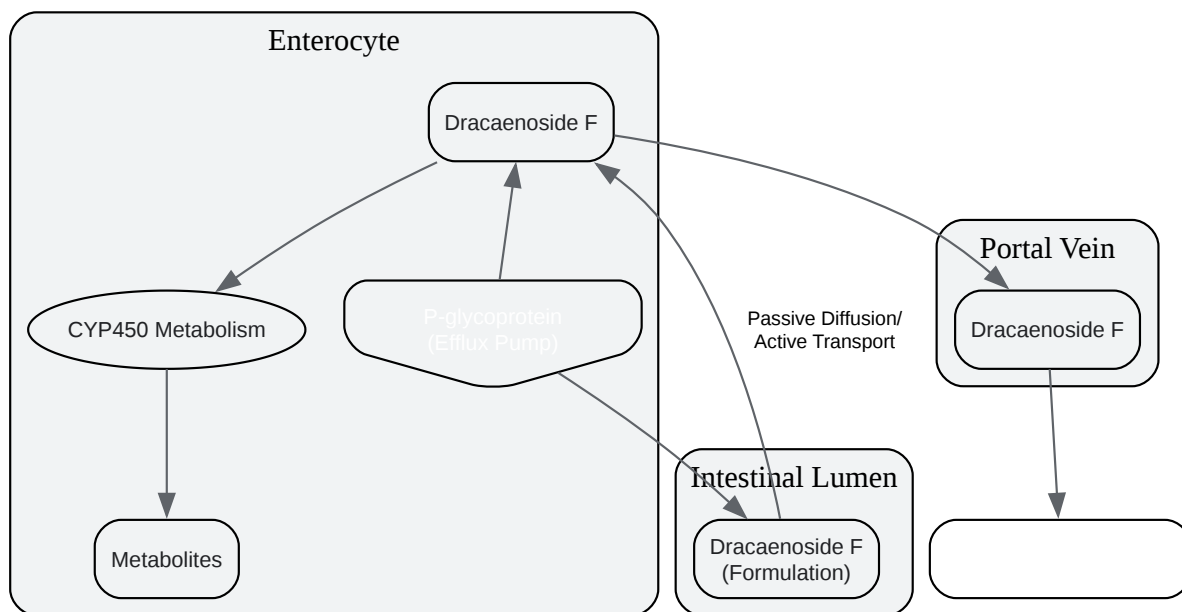 Enterocyte
Dracaenoside F
Portal Vein
CYP450 Metabolism
P-glycoprotein
(Efflux Pump)
Passive Diffusion/
Active Transport
Dracaenoside F
Intestinal Lumen
Metabolites
Dracaenoside F
(Formulation)